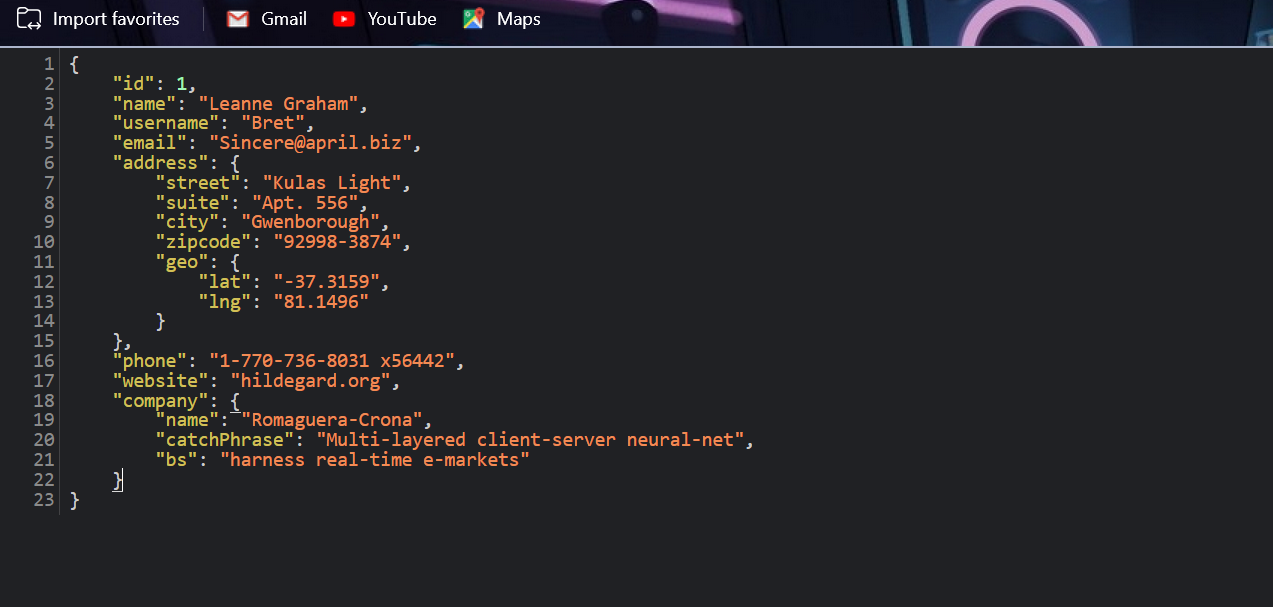 Import favorites Gmail YouTube Maps
1 {
2     "id": 1,
3     "name": "Leanne Graham",
4     "username": "Bret",
5     "email": "Sincere@april.biz",
6     "address": {
7         "street": "Kulas Light",
8         "suite": "Apt. 556",
9         "city": "Gwenborough",
10         "zipcode": "92998-3874",
11         "geo": {
12             "lat": "-37.3159",
13             "lng": "81.1496"
14         }
15     },
16     "phone": "1-770-736-8031 x56442",
17     "website": "hildegard.org",
18     "company": {
19         "name": "Romaguera-Crona",
20         "catchPhrase": "Multi-layered client-server neural-net",
21         "bs": "harness real-time e-markets"
22     }
23 }